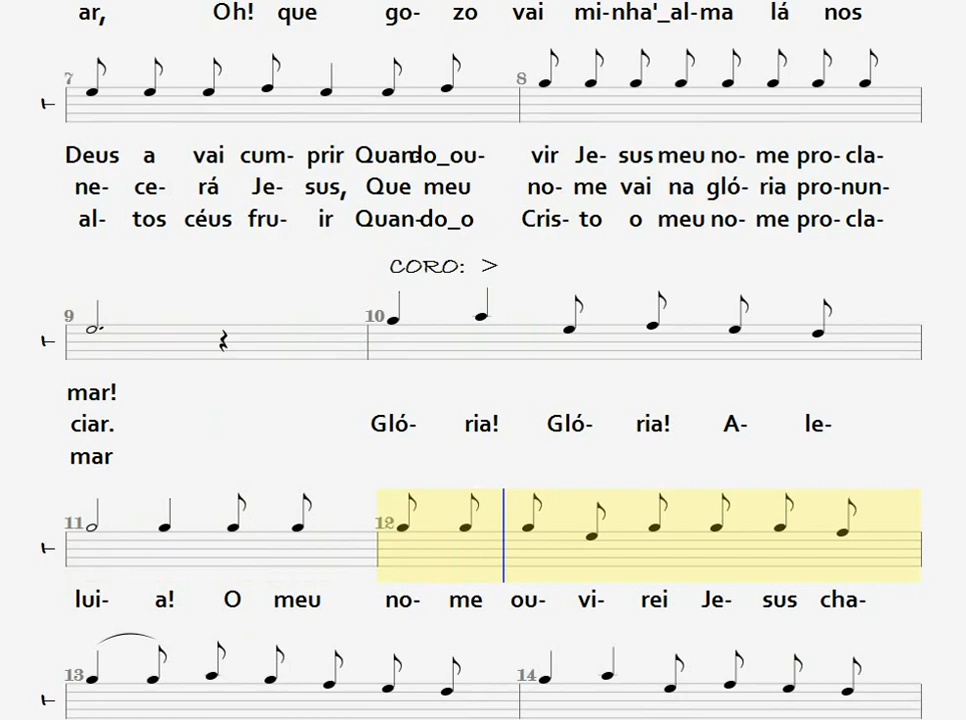 ar, Oh! que go- zo vai mi-nha'_al-ma lá nos
7 8
Deus a vai cum- prir Quando_ou- vir Je- sus meu no- me pro- cla-
ne- ce- rá Je- sus, Que meu no- me vai na gló- ria pro-nun-
al- tos céus fru- ir Quan-do_o Cris- to o meu no- me pro- cla-
CORO: >
9 10
mar!
ciar. Gló- ria! Gló- ria! A- le-
mar
11 12
lui- a! O meu no- me ou- vi- rei Je- sus cha-
13 14